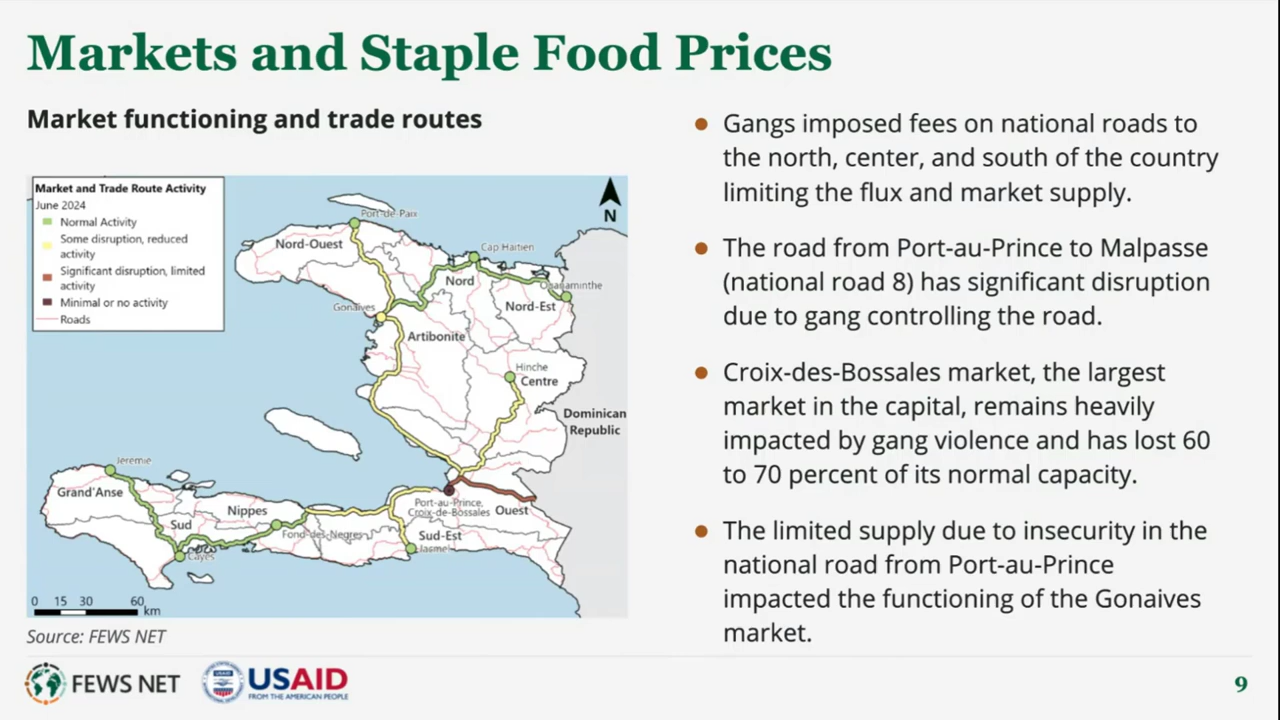 Markets and Staple Food Prices
Market functioning and trade routes
Market and Trade Route Activity
June 2024
Normal Activity
Some disruption, reduced
activity
Significant disruption, limited
activity
Minimal or no activity
Roads
N
Port-de-Paix
Nord-Ouest
Cap Haitien
Nord
Ouanaminthe
Nord-Est
Gonaives
Artibonite
Hinche
Centre
Dominican
Republic
Jeremie
Grand'Anse
Nippes
Port-au-Prince,
Croix-de-Bossales
Ouest
Sud
Fond-des-Negres
Sud-Est
Jasmel
Cayes
0 15 30 60
km
Source: FEWS NET
Gangs imposed fees on national roads to
the north, center, and south of the country
limiting the flux and market supply.
The road from Port-au-Prince to Malpasse
(national road 8) has significant disruption
due to gang controlling the road.
Croix-des-Bossales market, the largest
market in the capital, remains heavily
impacted by gang violence and has lost 60
to 70 percent of its normal capacity.
The limited supply due to insecurity in the
national road from Port-au-Prince
impacted the functioning of the Gonaives
market.
FEWS NET
USAID
FROM THE AMERICAN PEOPLE
9